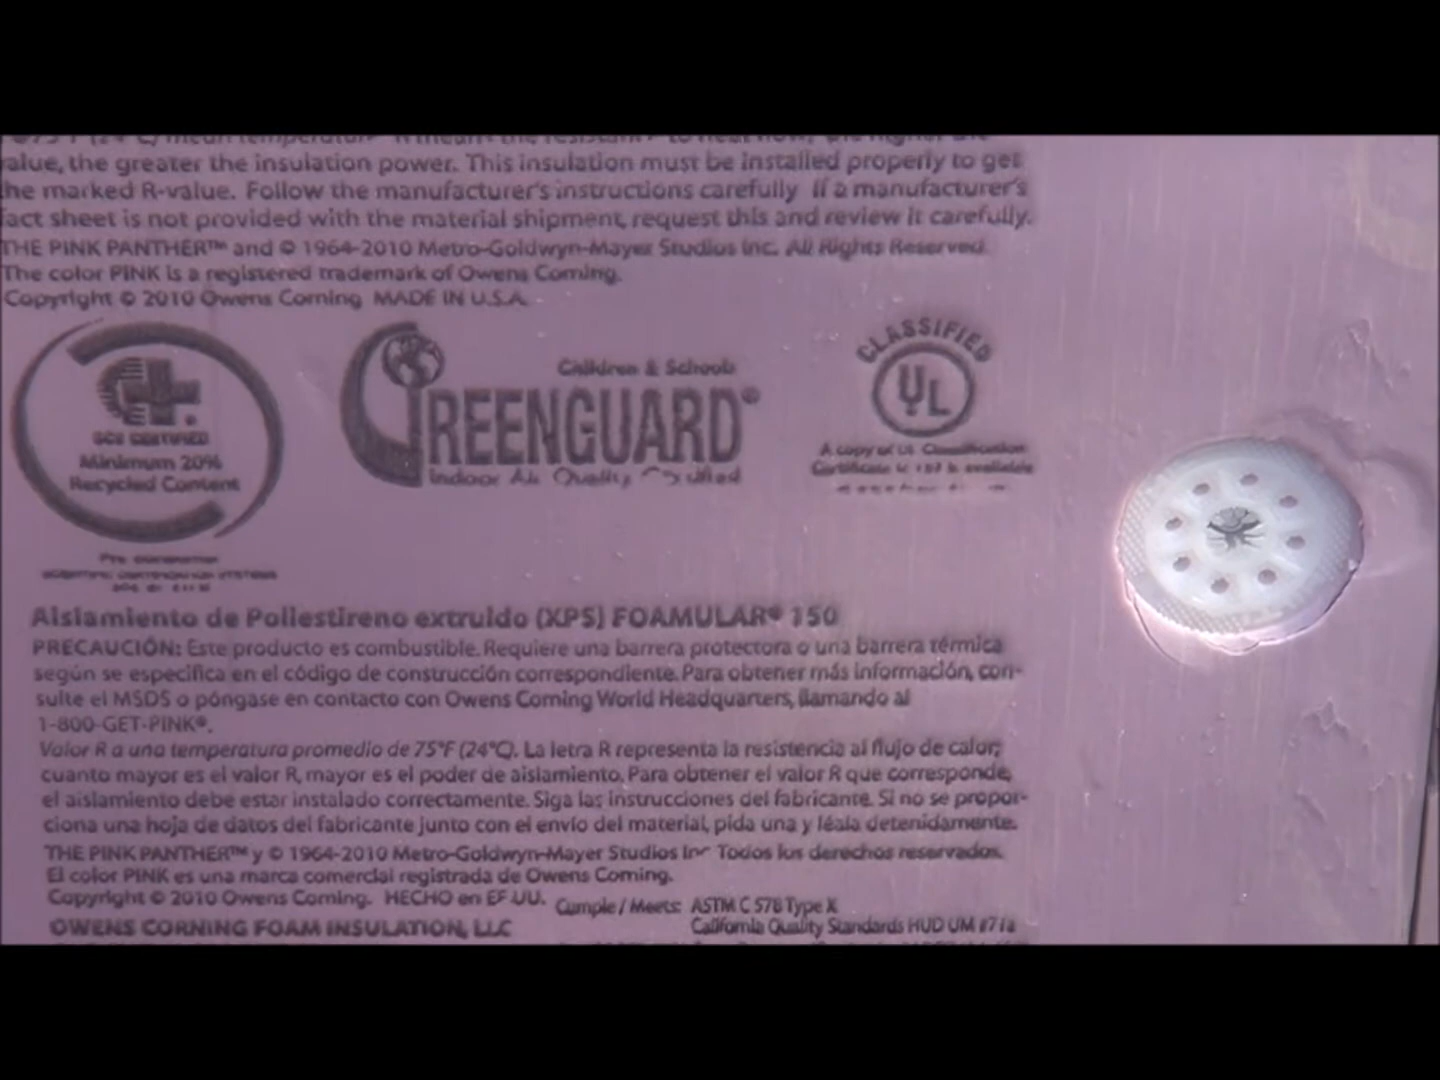 value, the greater the insulation power. This insulation must be installed properly to get
the marked R-value. Follow the manufacturer's instructions carefully If a manufacturer's
fact sheet is not provided with the material shipment, request this and review it carefully.
THE PINK PANTHER™ and © 1964-2010 Metro-Goldwyn-Mayer Studios Inc. All Rights Reserved.
The color PINK is a registered trademark of Owens Corning.
Copyright © 2010 Owens Corning MADE IN U.S.A.
SCS CERTIFIED
Minimum 20%
Recycled Content
Children & Schools
GREENGUARD®
Indoor Air Quality Certified
CLASSIFIED
UL
A copy of UL Classification
Certificate is available
Aislamiento de Poliestireno extruido (XPS) FOAMULAR® 150
PRECAUCIÓN: Este producto es combustible. Requiere una barrera protectora o una barrera térmica
según se especifica en el código de construcción correspondiente. Para obtener más información, con-
sulte el MSDS o póngase en contacto con Owens Corning World Headquarters, llamando al
1-800-GET-PINK®.
Valor R a una temperatura promedio de 75°F (24°C). La letra R representa la resistencia al flujo de calor;
cuanto mayor es el valor R, mayor es el poder de aislamiento. Para obtener el valor R que corresponde,
el aislamiento debe estar instalado correctamente. Siga las instrucciones del fabricante. Si no se propor-
ciona una hoja de datos del fabricante junto con el envío del material, pida una y léala detenidamente.
THE PINK PANTHER™ y © 1964-2010 Metro-Goldwyn-Mayer Studios Inc Todos los derechos reservados.
El color PINK es una marca comercial registrada de Owens Corning.
Copyright © 2010 Owens Corning. HECHO en EE.UU.
Cumple / Meets: ASTM C 578 Type X
OWENS CORNING FOAM INSULATION, LLC
California Quality Standards HUD UM #71a